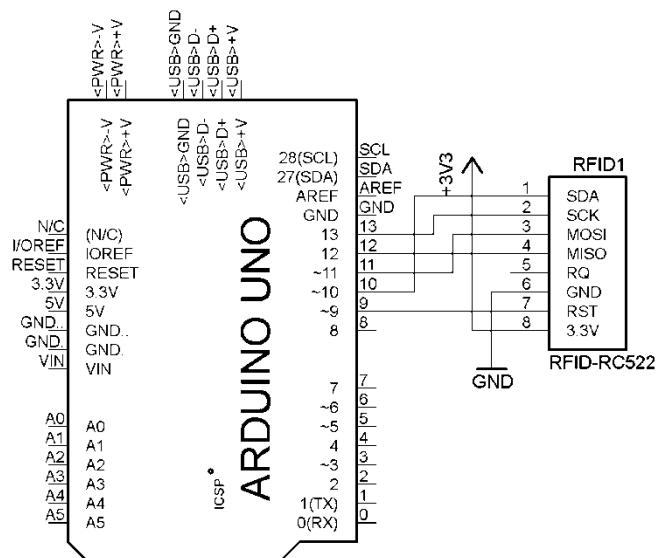 <PWR>-V
<PWR>+V
<USB>GND
<USB>D-
<USB>D+
<USB>+V
<PWR>-V
<PWR>+V
<USB>GND
<USB>D-
<USB>D+
<USB>+V
N/C
I/OREF
RESET
3.3V
5V
GND..
GND.
VIN
A0
A1
A2
A3
A4
A5
(N/C)
IOREF
RESET
3.3V
5V
GND..
GND.
VIN
A0
A1
A2
A3
A4
A5
ICSP
ARDUINO UNO
28(SCL)
27(SDA)
AREF
GND
13
12
~11
~10
~9
8
7
~6
~5
4
~3
2
1(TX)
0(RX)
SCL
SDA
AREF
GND
13
12
11
10
9
8
7
6
5
4
3
2
1
0
+3V3
GND
RFID1
1 SDA
2 SCK
3 MOSI
4 MISO
5 RQ
6 GND
7 RST
8 3.3V
RFID-RC522